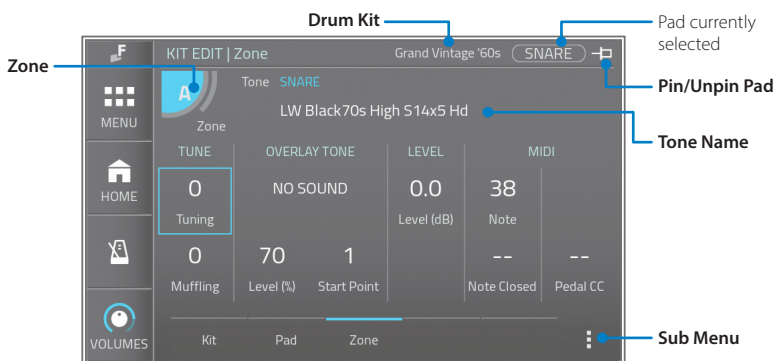 Drum Kit
Pad currently
selected
Zone
Pin/Unpin Pad
Tone Name
Sub Menu
F
KIT EDIT | Zone
Grand Vintage '60s
SNARE
MENU
HOME
VOLUMES
A
Zone
Tone SNARE
LW Black70s High S14x5 Hd
TUNE OVERLAY TONE LEVEL MIDI
0 NO SOUND 0.0 38
Tuning Level (dB) Note
0 70 1 -- --
Muffling Level (%) Start Point Note Closed Pedal CC
Kit Pad Zone